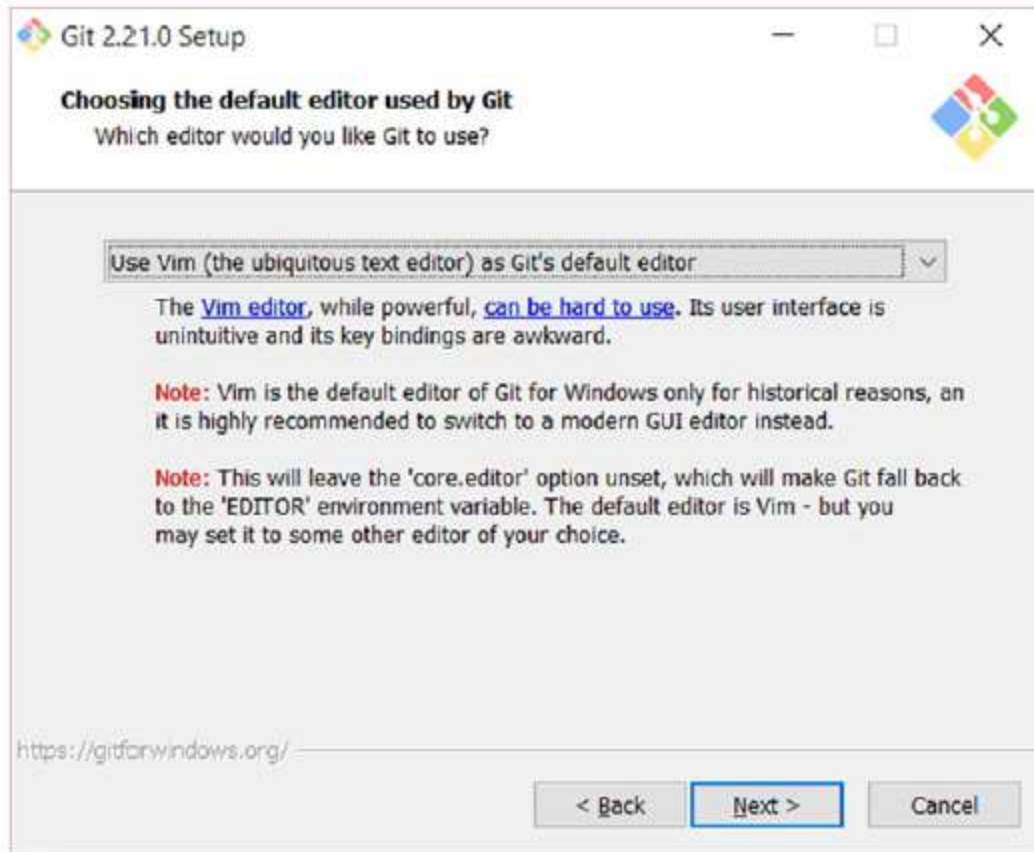 Git 2.21.0 Setup
Choosing the default editor used by Git
Which editor would you like Git to use?
Use Vim (the ubiquitous text editor) as Git's default editor
The Vim editor, while powerful, can be hard to use. Its user interface is
unintuitive and its key bindings are awkward.
Note: Vim is the default editor of Git for Windows only for historical reasons, an
it is highly recommended to switch to a modern GUI editor instead.
Note: This will leave the 'core.editor' option unset, which will make Git fall back
to the 'EDITOR' environment variable. The default editor is Vim - but you
may set it to some other editor of your choice.
https://gitforwindows.org/
< Back Next > Cancel